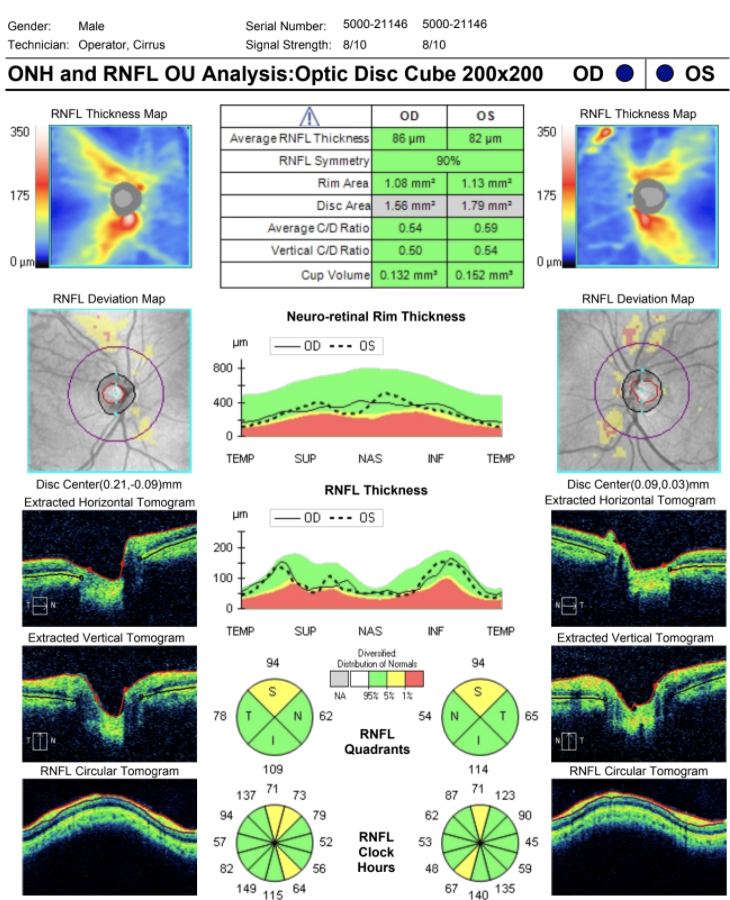 Gender: Male Serial Number: 5000-21146 5000-21146
Technician: Operator, Cirrus Signal Strength: 8/10 8/10
ONH and RNFL OU Analysis:Optic Disc Cube 200x200 OD OS
RNFL Thickness Map
350
175
0 µm
OD OS
Average RNFL Thickness 86 µm 82 µm
RNFL Symmetry 90%
Rim Area 1.08 mm² 1.13 mm²
Disc Area 1.56 mm² 1.79 mm²
Average C/D Ratio 0.54 0.59
Vertical C/D Ratio 0.50 0.54
Cup Volume 0.132 mm³ 0.152 mm³
RNFL Thickness Map
350
175
0 µm
RNFL Deviation Map
Disc Center(0.21,-0.09)mm
Neuro-retinal Rim Thickness
µm
OD OS
800
400
0
TEMP SUP NAS INF TEMP
RNFL Deviation Map
Disc Center(0.09,0.03)mm
Extracted Horizontal Tomogram
T N
RNFL Thickness
µm
OD OS
200
100
0
TEMP SUP NAS INF TEMP
Extracted Horizontal Tomogram
N T
Extracted Vertical Tomogram
T N
94
S
78 T N 62
I
109
Diversified:
Distribution of Normals
NA 95% 5% 1%
RNFL
Quadrants
94
S
54 N T 65
I
114
Extracted Vertical Tomogram
N T
RNFL Circular Tomogram
137 71 73
94 79
57 52
82 56
149 115 64
RNFL
Clock
Hours
87 71 123
62 90
53 45
48 59
67 140 135
RNFL Circular Tomogram